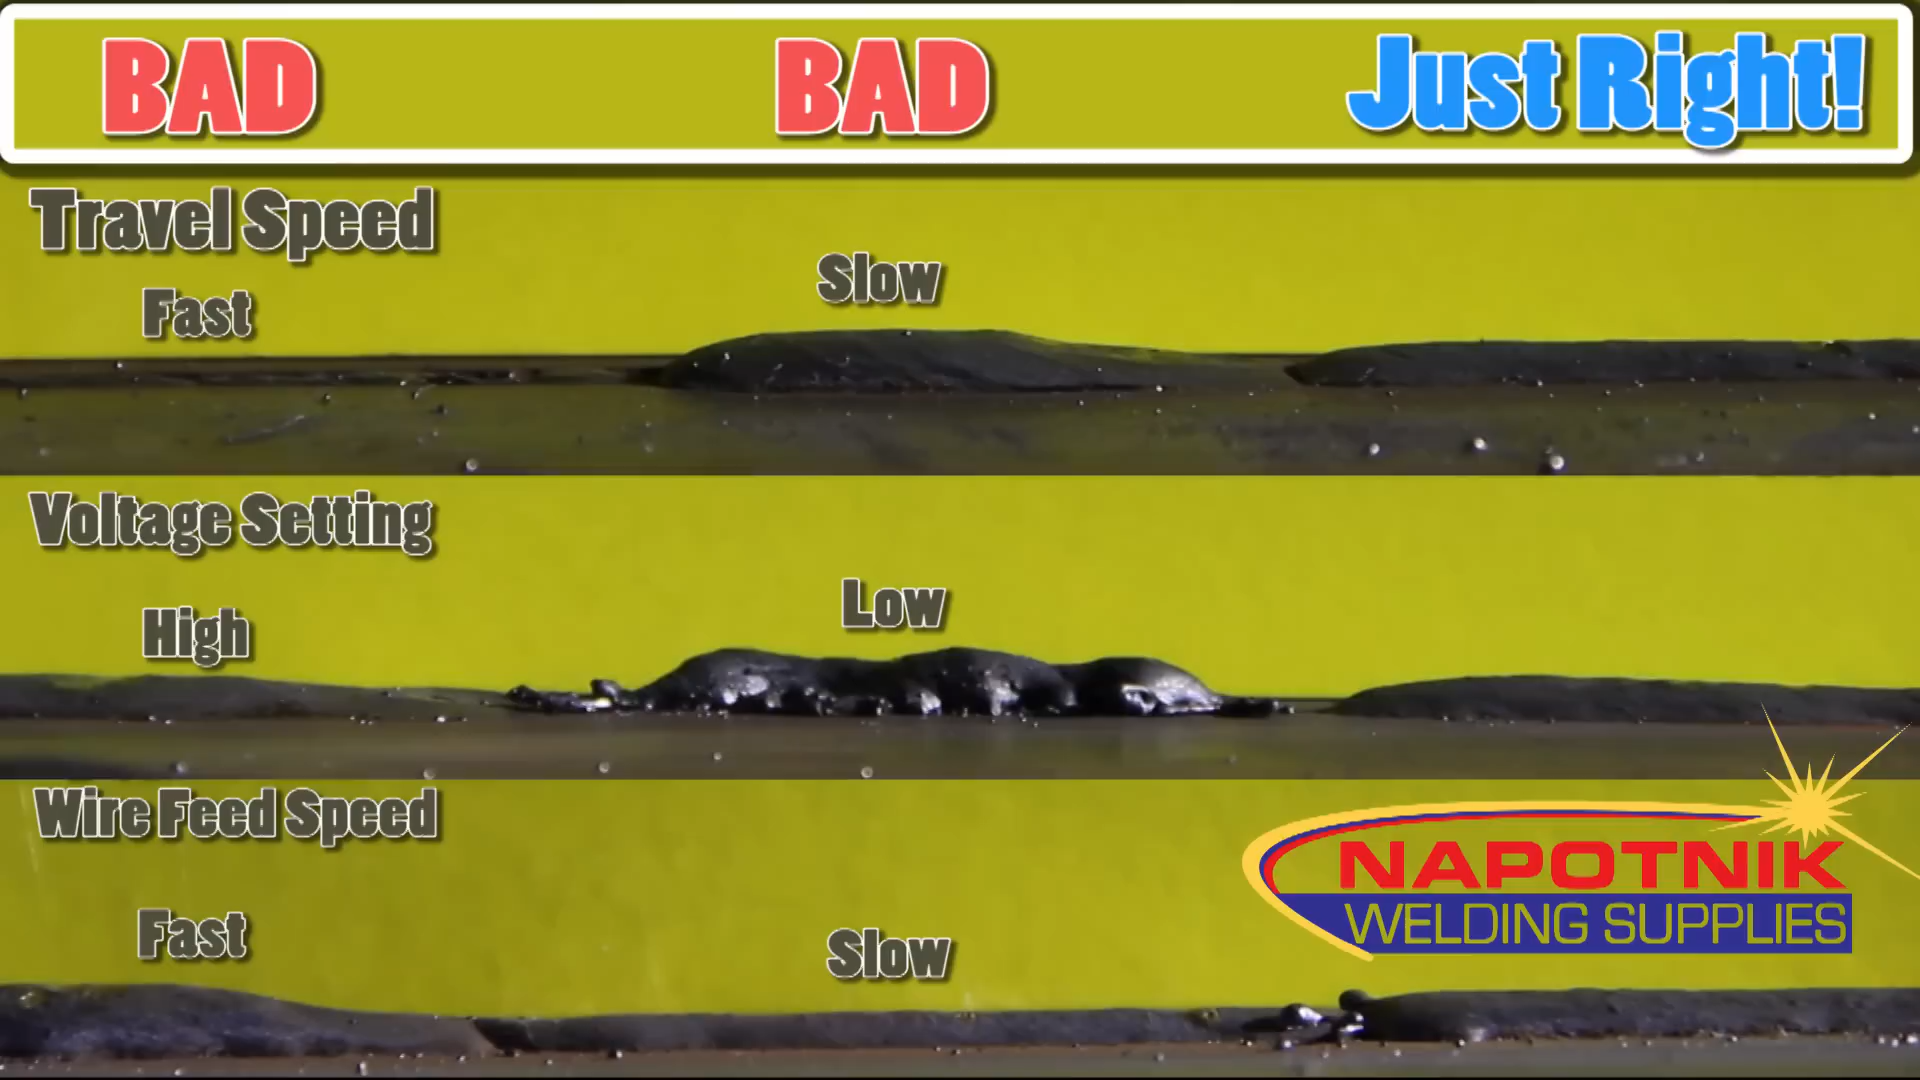 BAD BAD Just Right!
Travel Speed
Slow
Fast
Voltage Setting
Low
High
Wire Feed Speed
NAPOTNIK
WELDING SUPPLIES
Fast
Slow